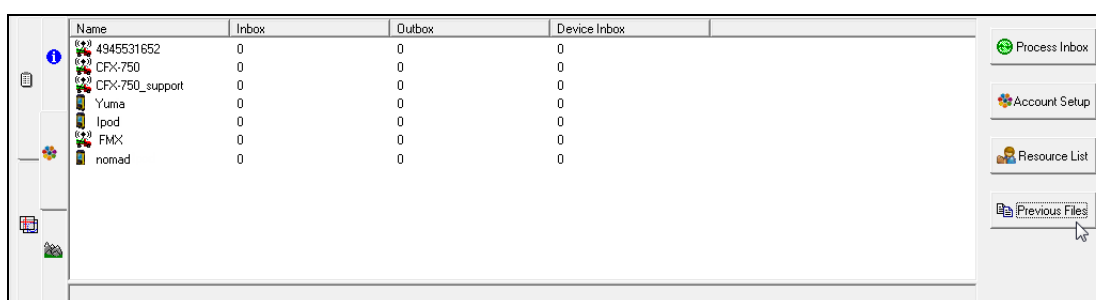 Name Inbox Outbox Device Inbox
4945531652 0 0 0
CFX-750 0 0 0
CFX-750_support 0 0 0
Yuma 0 0 0
Ipod 0 0 0
FMX 0 0 0
nomad 0 0 0
Process Inbox
Account Setup
Resource List
Previous Files